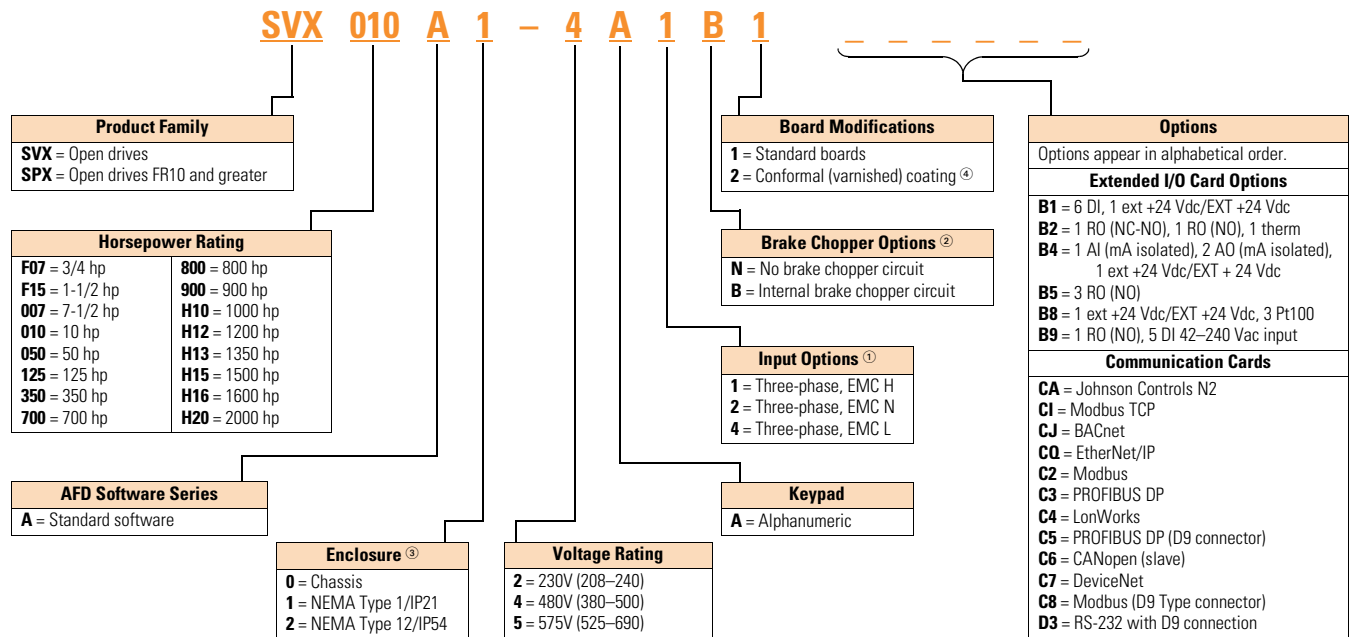 SVX 010 A 1 – 4 A 1 B 1 _ _ _ _ _ _
Product Family
SVX = Open drives
SPX = Open drives FR10 and greater
Horsepower Rating
F07 = 3/4 hp
F15 = 1-1/2 hp
007 = 7-1/2 hp
010 = 10 hp
050 = 50 hp
125 = 125 hp
350 = 350 hp
700 = 700 hp
800 = 800 hp
900 = 900 hp
H10 = 1000 hp
H12 = 1200 hp
H13 = 1350 hp
H15 = 1500 hp
H16 = 1600 hp
H20 = 2000 hp
AFD Software Series
A = Standard software
Enclosure ③
0 = Chassis
1 = NEMA Type 1/IP21
2 = NEMA Type 12/IP54
Voltage Rating
2 = 230V (208–240)
4 = 480V (380–500)
5 = 575V (525–690)
Keypad
A = Alphanumeric
Input Options ①
1 = Three-phase, EMC H
2 = Three-phase, EMC N
4 = Three-phase, EMC L
Brake Chopper Options ②
N = No brake chopper circuit
B = Internal brake chopper circuit
Board Modifications
1 = Standard boards
2 = Conformal (varnished) coating ④
Options
Options appear in alphabetical order.
Extended I/O Card Options
B1 = 6 DI, 1 ext +24 Vdc/EXT +24 Vdc
B2 = 1 RO (NC-NO), 1 RO (NO), 1 therm
B4 = 1 AI (mA isolated), 2 AO (mA isolated),
1 ext +24 Vdc/EXT + 24 Vdc
B5 = 3 RO (NO)
B8 = 1 ext +24 Vdc/EXT +24 Vdc, 3 Pt100
B9 = 1 RO (NO), 5 DI 42–240 Vac input
Communication Cards
CA = Johnson Controls N2
CI = Modbus TCP
CJ = BACnet
CQ = EtherNet/IP
C2 = Modbus
C3 = PROFIBUS DP
C4 = LonWorks
C5 = PROFIBUS DP (D9 connector)
C6 = CANopen (slave)
C7 = DeviceNet
C8 = Modbus (D9 Type connector)
D3 = RS-232 with D9 connection